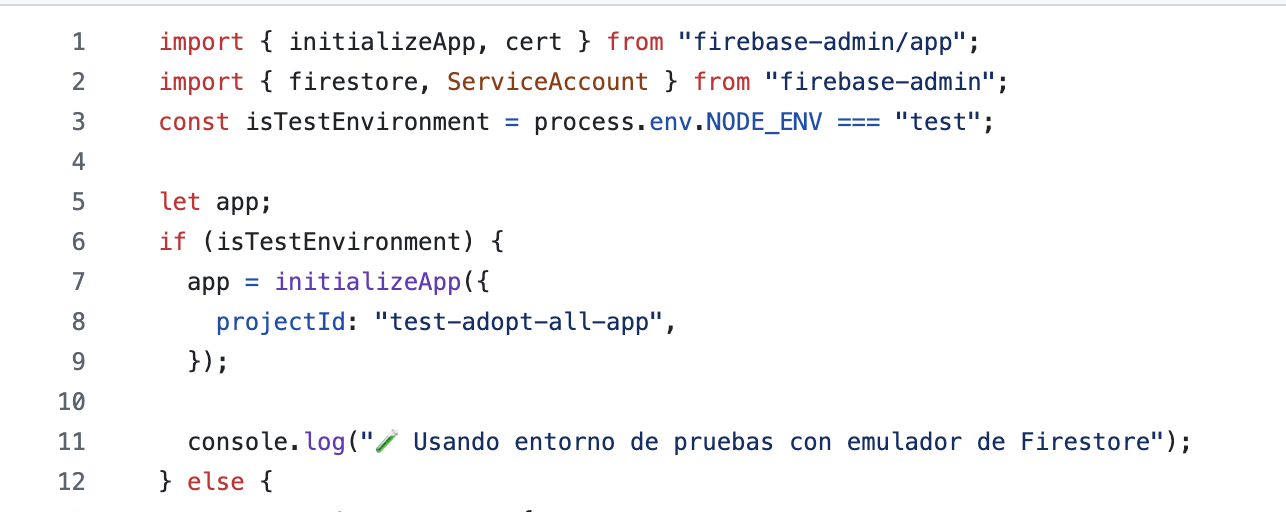 1 import { initializeApp, cert } from "firebase-admin/app";
2 import { firestore, ServiceAccount } from "firebase-admin";
3 const isTestEnvironment = process.env.NODE_ENV === "test";
4
5 let app;
6 if (isTestEnvironment) {
7 app = initializeApp({
8 projectId: "test-adopt-all-app",
9 });
10
11 console.log("🧪 Usando entorno de pruebas con emulador de Firestore");
12 } else {